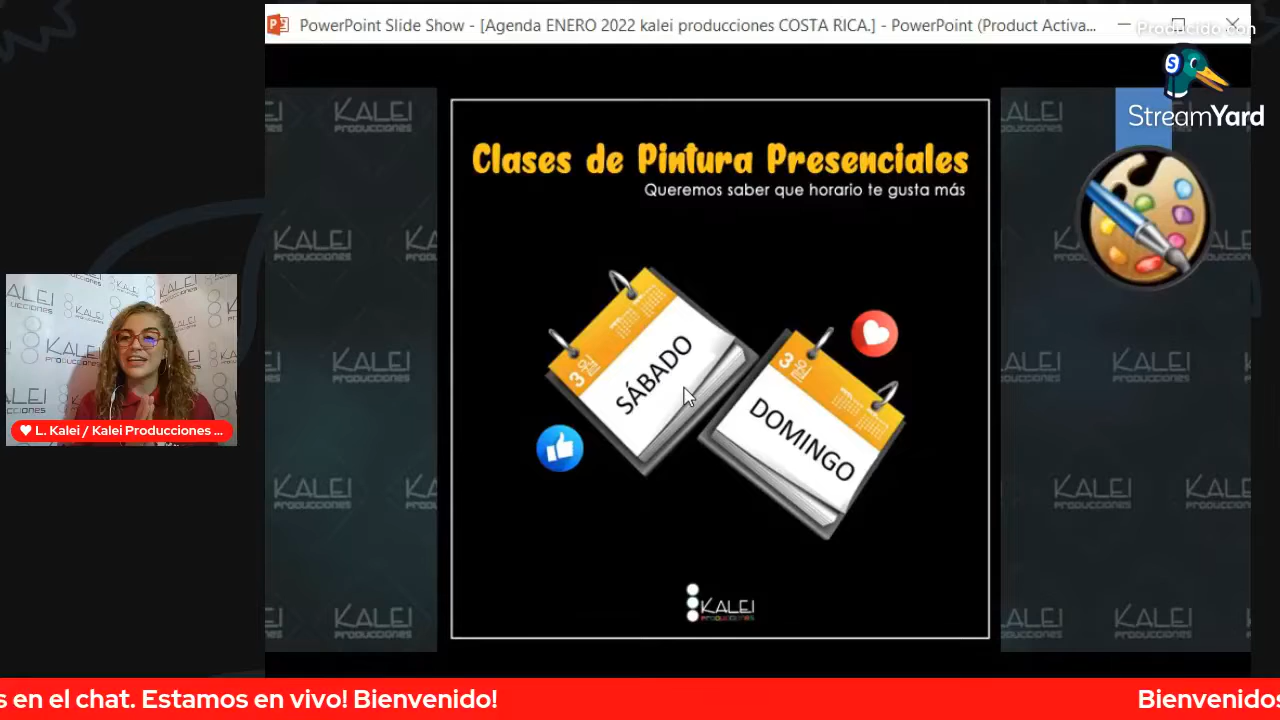 PowerPoint Slide Show - [Agenda ENERO 2022 kalei producciones COSTA RICA.] - PowerPoint (Product Activa...
Producido con
StreamYard
Clases de Pintura Presenciales
Queremos saber que horario te gusta más
SÁBADO
DOMINGO
KALEI
PRODUCCIONES
L. Kalei / Kalei Producciones ...
s en el chat. Estamos en vivo! Bienvenido!
Bienvenidos